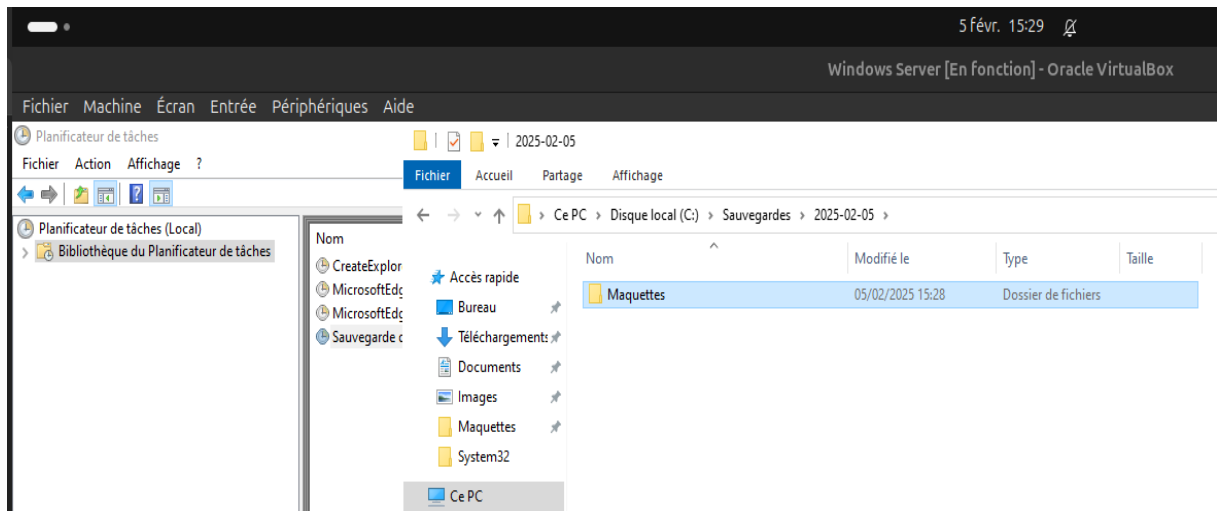 5 févr. 15:29
Windows Server [En fonction] - Oracle VirtualBox
Fichier Machine Écran Entrée Périphériques Aide
Planificateur de tâches
Fichier Action Affichage ?
Planificateur de tâches (Local)
Bibliothèque du Planificateur de tâches
Nom
CreateExplor
MicrosoftEdg
MicrosoftEdg
Sauvegarde d
2025-02-05
Fichier Accueil Partage Affichage
Ce PC > Disque local (C:) > Sauvegardes > 2025-02-05 >
Accès rapide
Bureau
Téléchargements
Documents
Images
Maquettes
System32
Ce PC
Nom Modifié le Type Taille
Maquettes 05/02/2025 15:28 Dossier de fichiers